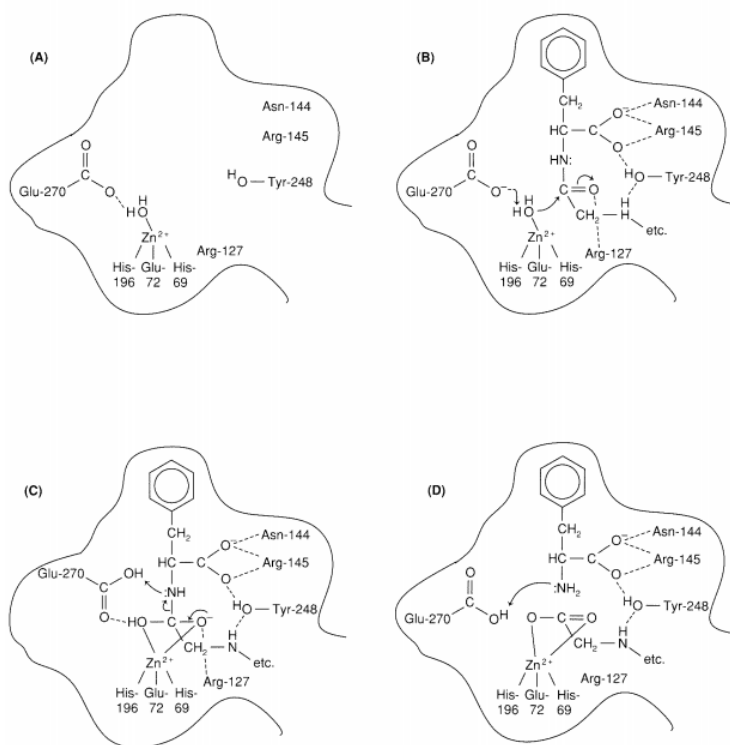 (A)
Asn-144
Arg-145
O
C
Glu-270
O
H
HO
HO—Tyr-248
Zn2+
Arg-127
His- Glu- His-
196 72 69
(B)
CH2
Asn-144
HC—C
O−
Arg-145
O
HN:
HO—Tyr-248
O
C
Glu-270
O−
H
HO
C=O
CH2—H
etc.
Zn2+
Arg-127
His- Glu- His-
196 72 69
(C)
CH2
Asn-144
O−
HC—C
Arg-145
O
Glu-270
OH
C
O
:NH
HO—Tyr-248
HO—C—O−
H
CH2—N
Zn2+
etc.
Arg-127
His- Glu- His-
196 72 69
(D)
CH2
Asn-144
O−
HC—C
Arg-145
O
O
C
:NH2
HO—Tyr-248
Glu-270
OH
O—C=O
H
CH2—N
Zn2+
etc.
Arg-127
His- Glu- His-
196 72 69